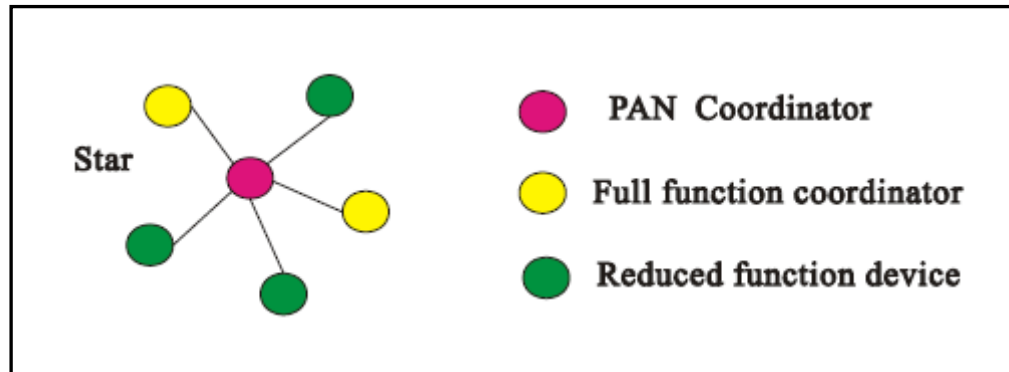 Star
PAN Coordinator
Full function coordinator
Reduced function device